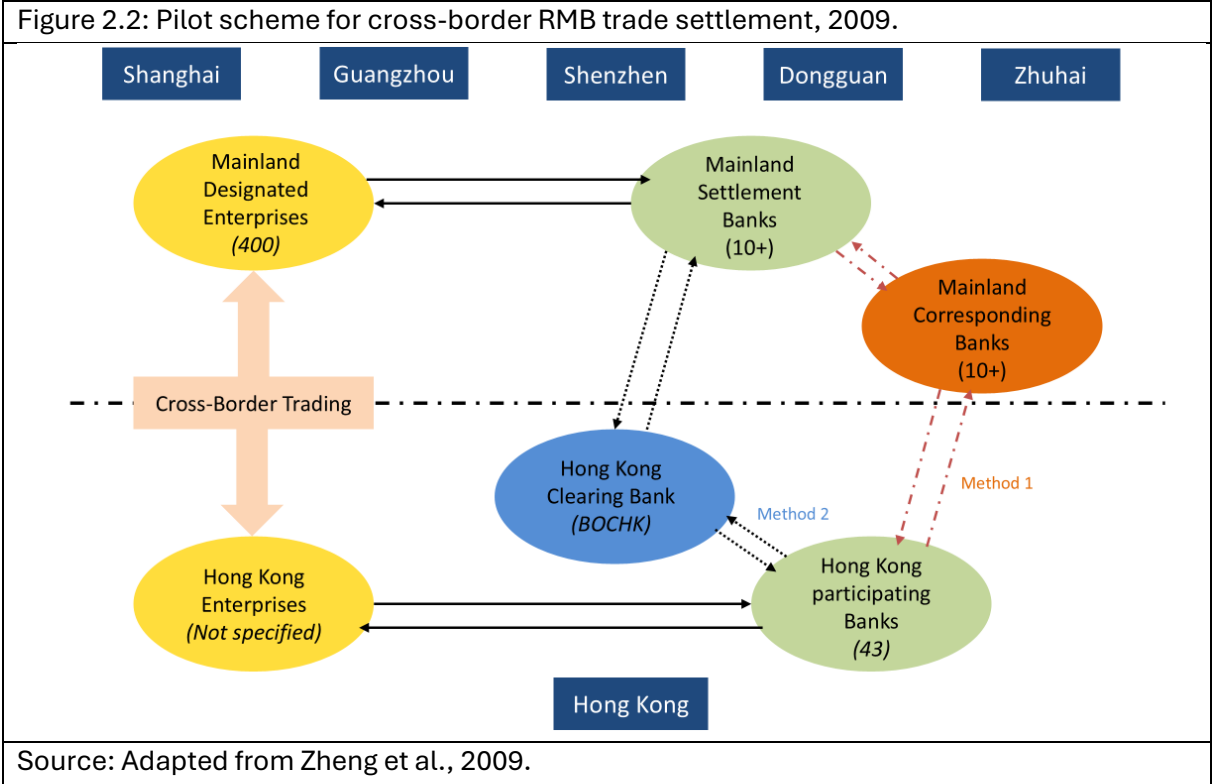 Figure 2.2: Pilot scheme for cross-border RMB trade settlement, 2009.
Shanghai
Guangzhou
Shenzhen
Dongguan
Zhuhai
Mainland
Designated
Enterprises
(400)
Mainland
Settlement
Banks
(10+)
Mainland
Corresponding
Banks
(10+)
Cross-Border Trading
Hong Kong
Clearing Bank
(BOCHK)
Method 2
Method 1
Hong Kong
Enterprises
(Not specified)
Hong Kong
participating
Banks
(43)
Hong Kong
Source: Adapted from Zheng et al., 2009.